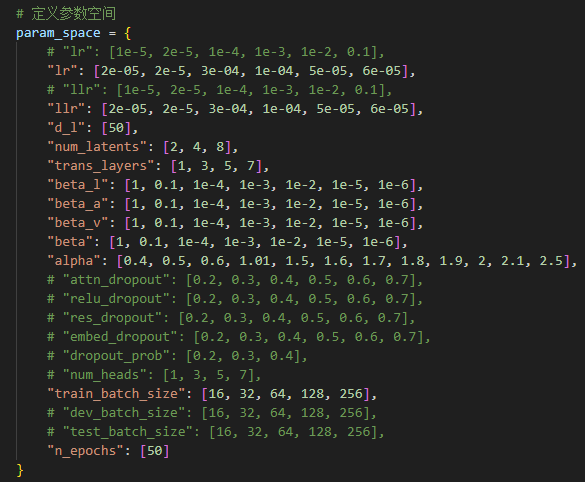 # 定义参数空间
param_space = {
# "lr": [1e-5, 2e-5, 1e-4, 1e-3, 1e-2, 0.1],
"lr": [2e-05, 2e-5, 3e-04, 1e-04, 5e-05, 6e-05],
# "llr": [1e-5, 2e-5, 1e-4, 1e-3, 1e-2, 0.1],
"llr": [2e-05, 2e-5, 3e-04, 1e-04, 5e-05, 6e-05],
"d_l": [50],
"num_latents": [2, 4, 8],
"trans_layers": [1, 3, 5, 7],
"beta_l": [1, 0.1, 1e-4, 1e-3, 1e-2, 1e-5, 1e-6],
"beta_a": [1, 0.1, 1e-4, 1e-3, 1e-2, 1e-5, 1e-6],
"beta_v": [1, 0.1, 1e-4, 1e-3, 1e-2, 1e-5, 1e-6],
"beta": [1, 0.1, 1e-4, 1e-3, 1e-2, 1e-5, 1e-6],
"alpha": [0.4, 0.5, 0.6, 1.01, 1.5, 1.6, 1.7, 1.8, 1.9, 2, 2.1, 2.5],
# "attn_dropout": [0.2, 0.3, 0.4, 0.5, 0.6, 0.7],
# "relu_dropout": [0.2, 0.3, 0.4, 0.5, 0.6, 0.7],
# "res_dropout": [0.2, 0.3, 0.4, 0.5, 0.6, 0.7],
# "embed_dropout": [0.2, 0.3, 0.4, 0.5, 0.6, 0.7],
# "dropout_prob": [0.2, 0.3, 0.4],
# "num_heads": [1, 3, 5, 7],
"train_batch_size": [16, 32, 64, 128, 256],
# "dev_batch_size": [16, 32, 64, 128, 256],
# "test_batch_size": [16, 32, 64, 128, 256],
"n_epochs": [50]
}